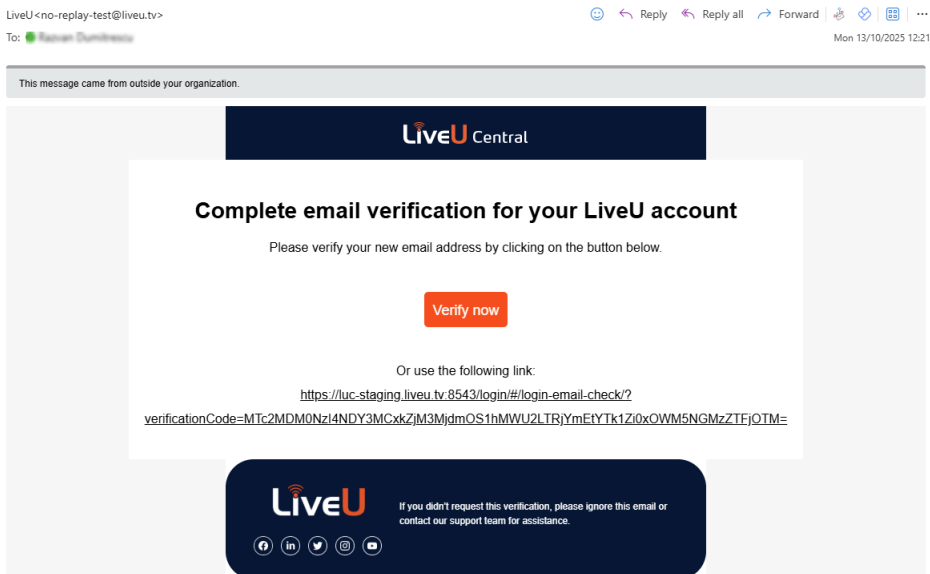 LiveU<no-replay-test@liveu.tv>
Reply
Reply all
Forward
To:
Mon 13/10/2025 12:21
This message came from outside your organization.
LiveU Central
Complete email verification for your LiveU account
Please verify your new email address by clicking on the button below.
Verify now
Or use the following link:
https://luc-staging.liveu.tv:8543/login/#/login-email-check/?
verificationCode=MTc2MDM0NzI4NDY3MCxkZjM3MjdmOS1hMWU2LTRjYmEtYTk1Zi0xOWM5NGMzZTFjOTM=
LiveU
If you didn't request this verification, please ignore this email or
contact our support team for assistance.